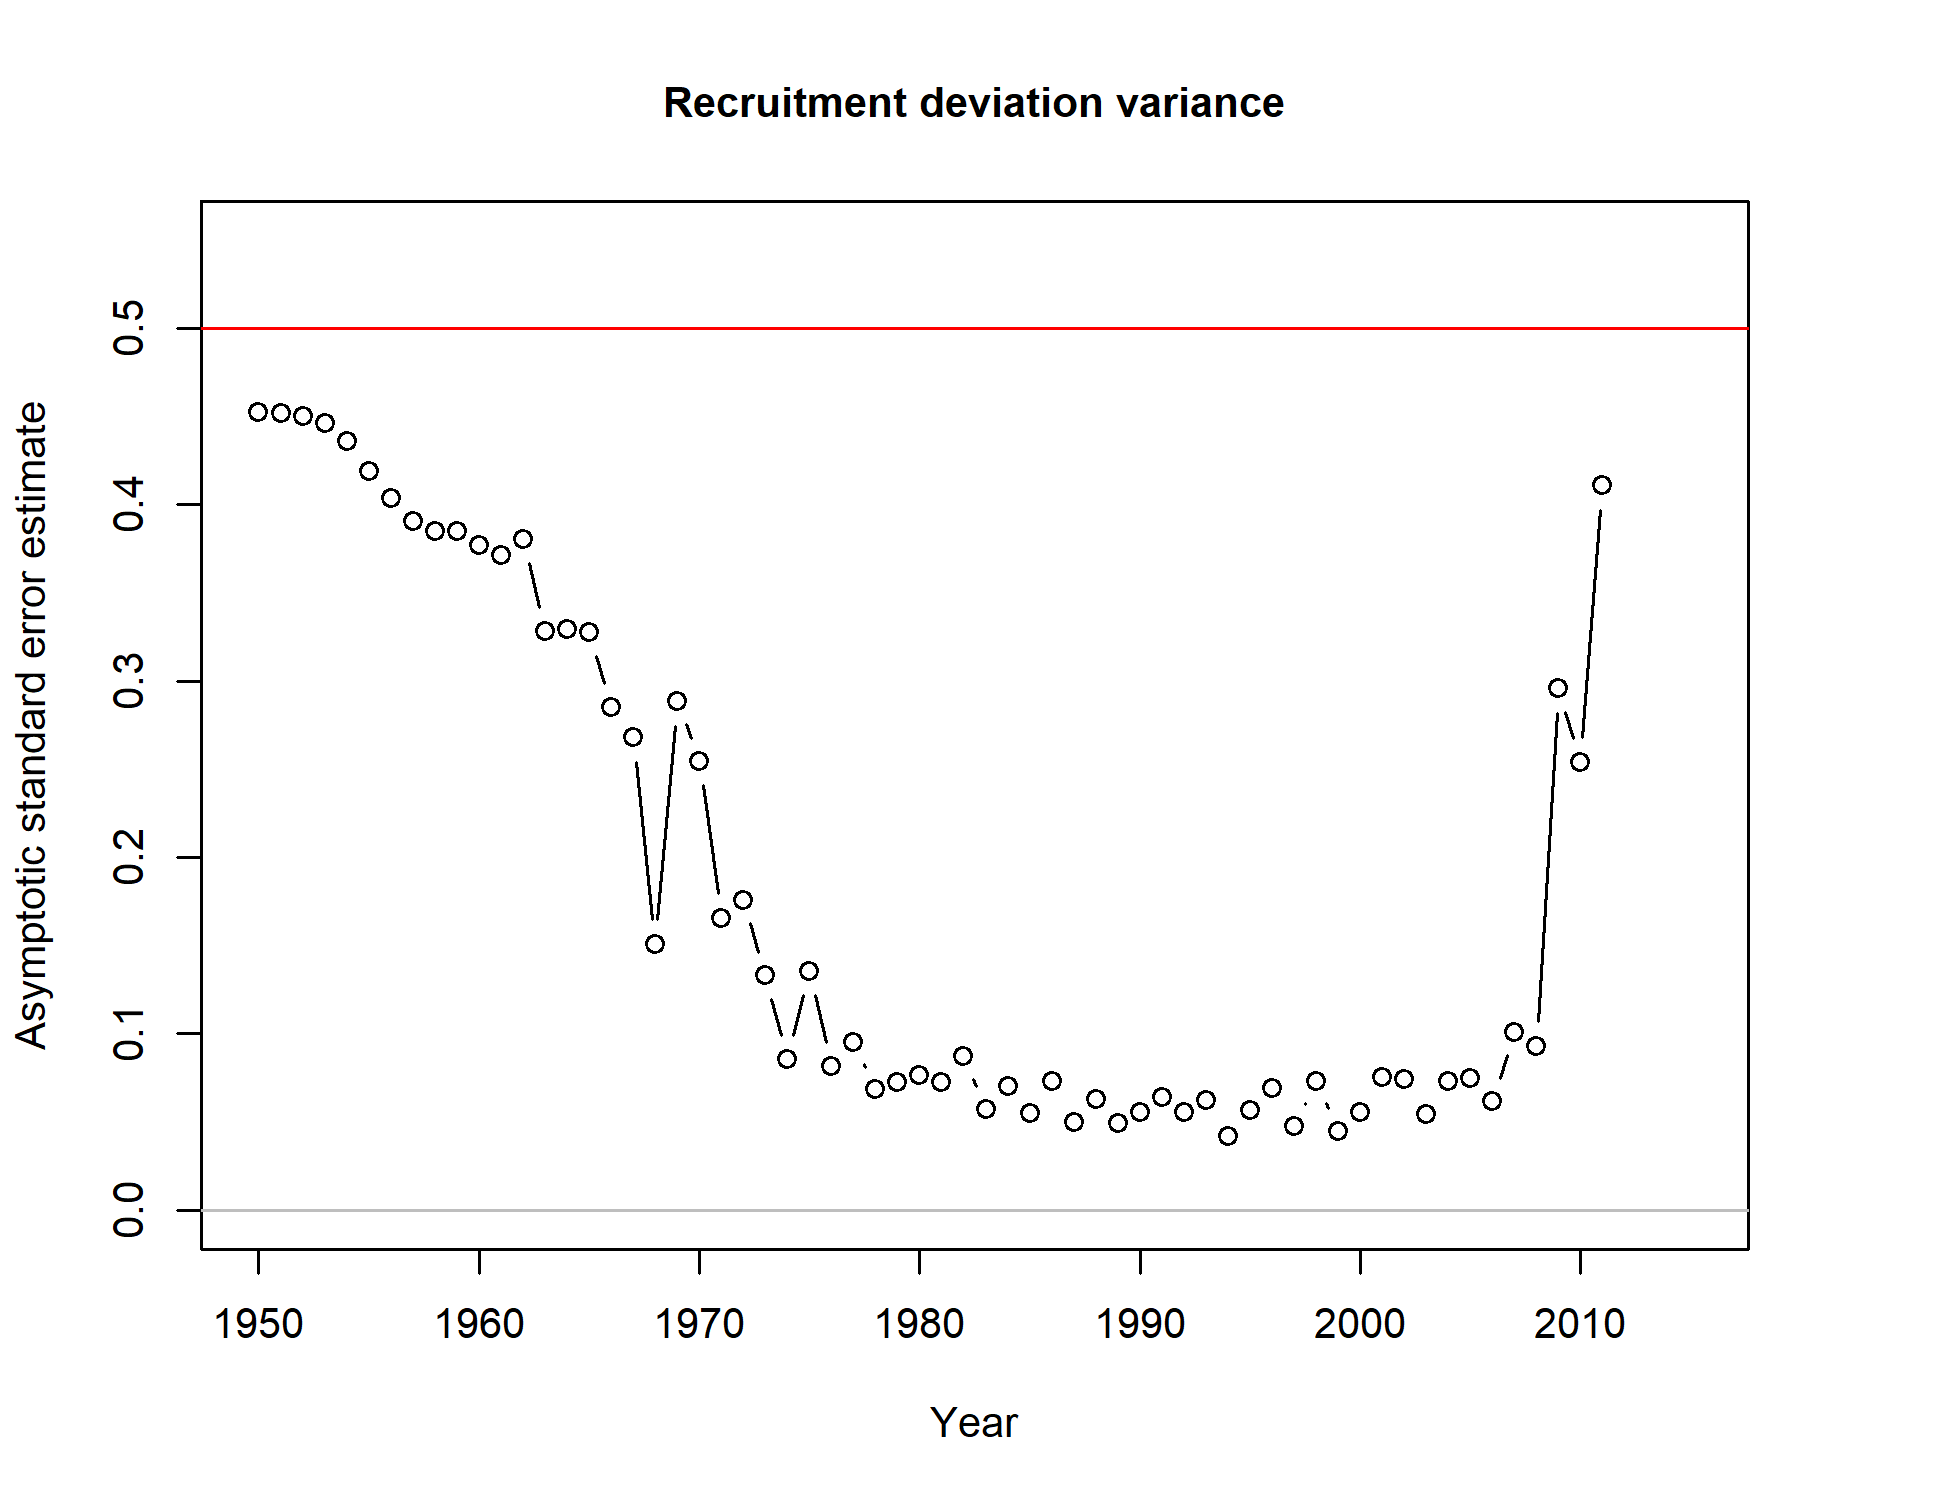 Recruitment deviation variance
Asymptotic standard error estimate
0.5
0.4
0.3
0.2
0.1
0.0
1950 1960 1970 1980 1990 2000 2010
Year